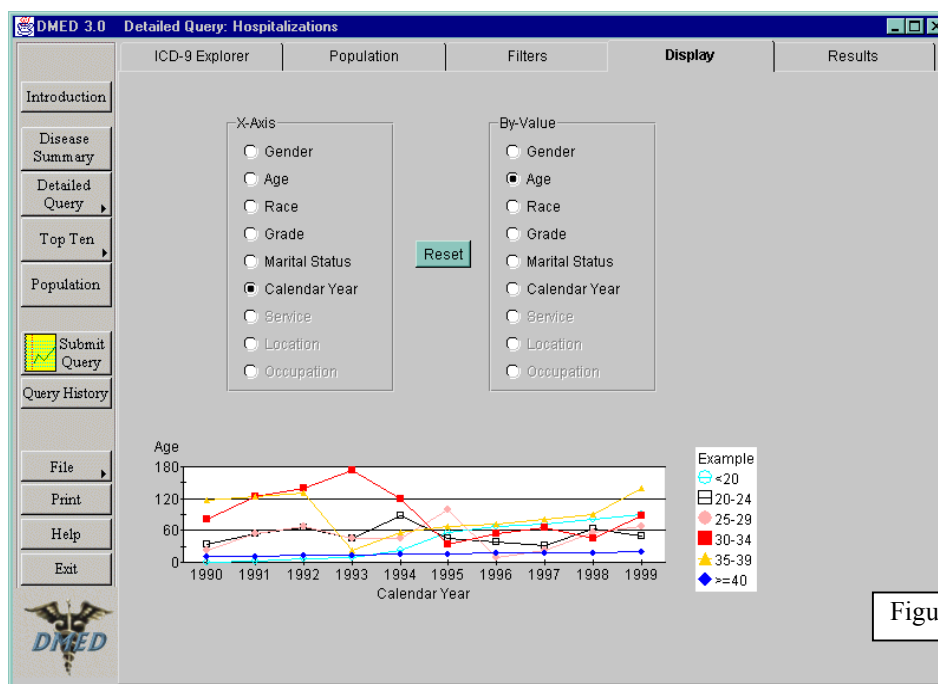 DMED 3.0 Detailed Query: Hospitalizations
ICD-9 Explorer Population Filters Display Results
Introduction
Disease
Summary
Detailed
Query
Top Ten
Population
Submit
Query
Query History
File
Print
Help
Exit
DMED
X-Axis
Gender
Age
Race
Grade
Marital Status
Calendar Year
Service
Location
Occupation
Reset
By-Value
Gender
Age
Race
Grade
Marital Status
Calendar Year
Service
Location
Occupation
Age
180
120
60
0
1990 1991 1992 1993 1994 1995 1996 1997 1998 1999
Calendar Year
Example
<20
20-24
25-29
30-34
35-39
>=40
Figu